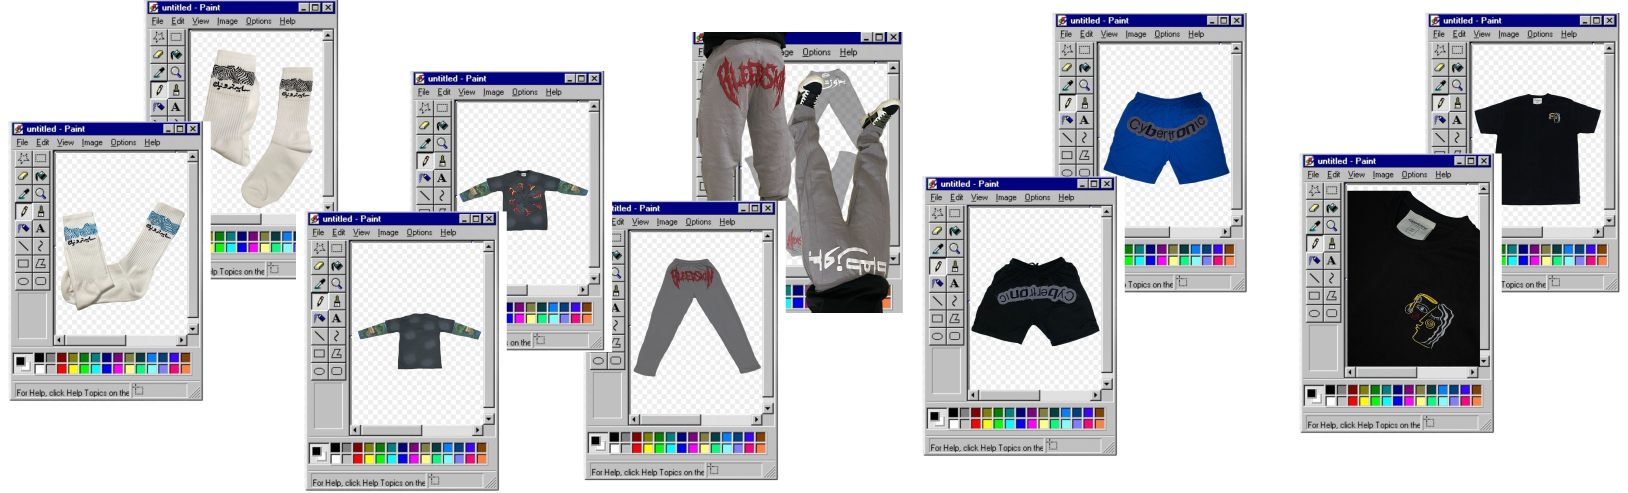 untitled - Paint
File Edit View Image Options Help
A
lp Topics on the
untitled - Paint
File Edit View Image Options Help
A
For Help, click Help Topics on the
untitled - Paint
File Edit View Image Options Help
A
s on the
untitled - Paint
File Edit View Image Options Help
A
For Help, click Help Topics on the
ge Options Help
titled - Paint
Edit View Image Options Help
A
For Help, click Help Topics on the
untitled - Paint
File Edit View Image Options Help
A
Cybertronic
Topics on the
untitled - Paint
File Edit View Image Options Help
A
Cybertronic
For Help, click Help Topics on the
untitled - Paint
File Edit View Image Options Help
A
Topics on the
untitled - Paint
File Edit View Image Options Help
A
For Help, click Help Topics on the